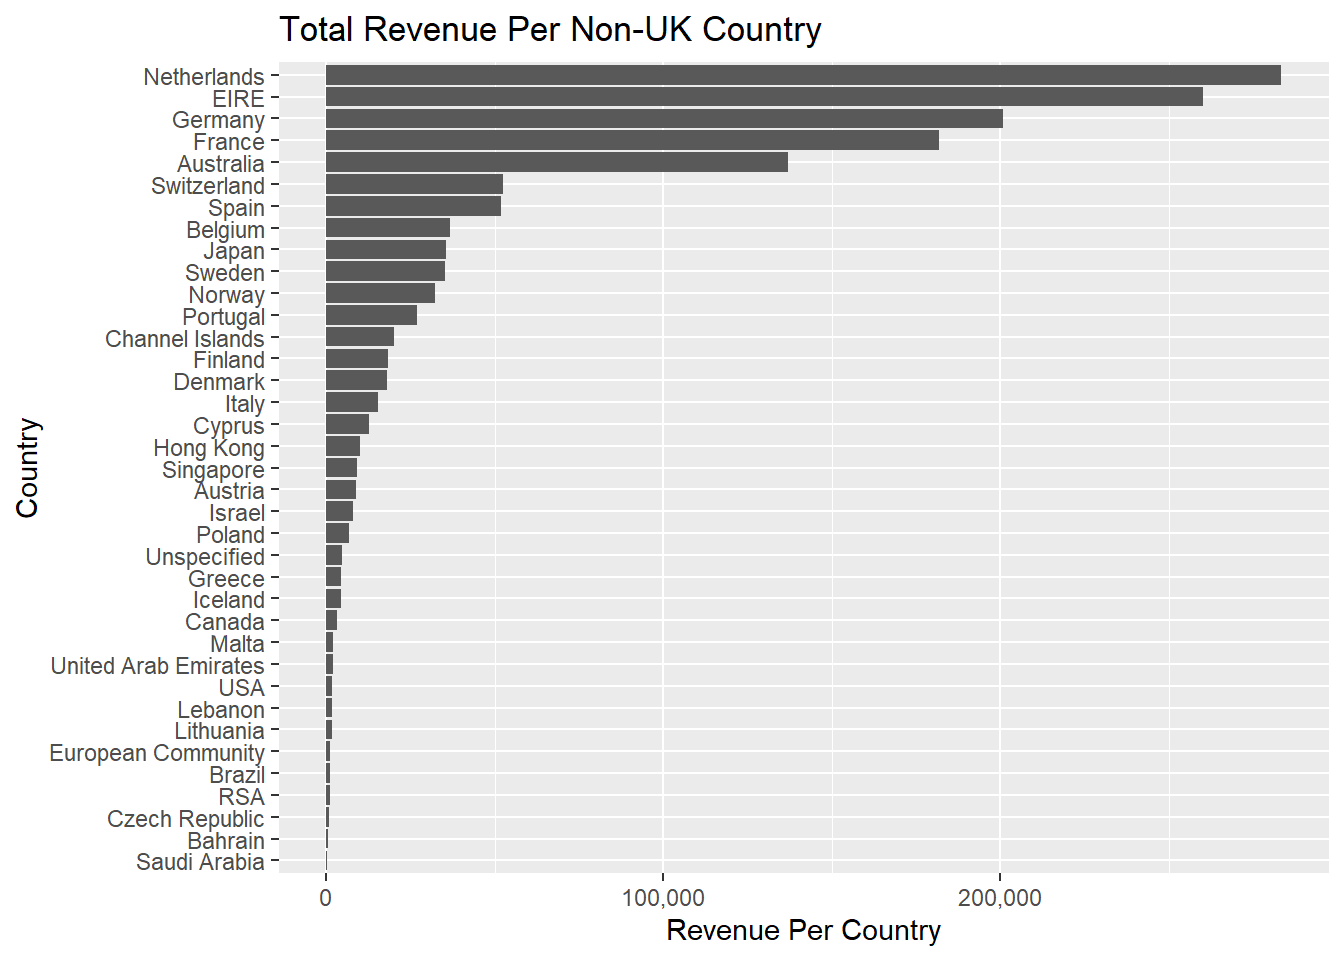 Total Revenue Per Non-UK Country
Netherlands
EIRE
Germany
France
Australia
Switzerland
Spain
Belgium
Japan
Sweden
Norway
Portugal
Channel Islands
Finland
Denmark
Italy
Cyprus
Hong Kong
Singapore
Austria
Israel
Poland
Unspecified
Greece
Iceland
Canada
Malta
United Arab Emirates
USA
Lebanon
Lithuania
European Community
Brazil
RSA
Czech Republic
Bahrain
Saudi Arabia
Country
0
100,000
200,000
Revenue Per Country